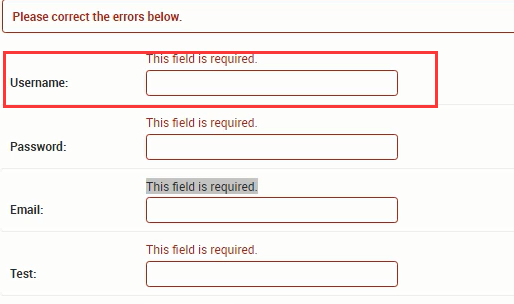 Please correct the errors below.
This field is required.
Username:
This field is required.
Password:
This field is required.
Email:
This field is required.
Test: